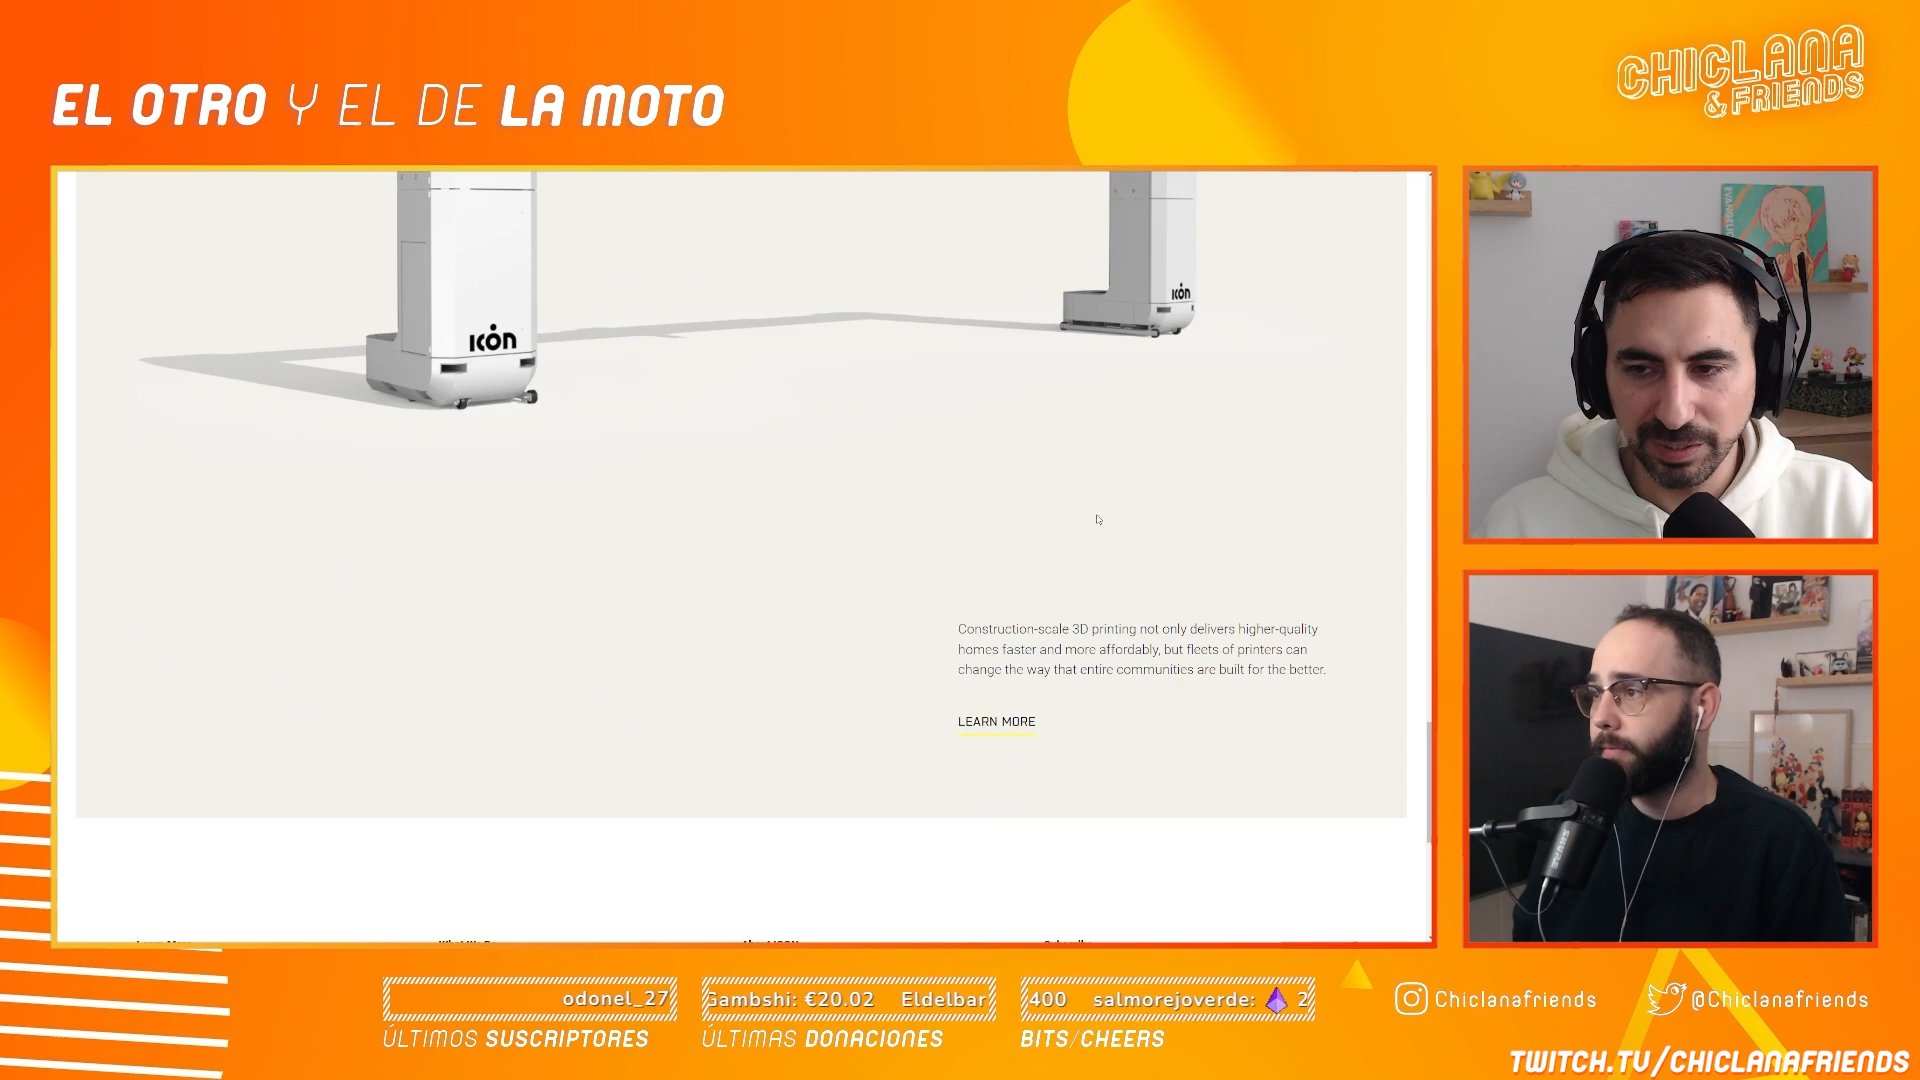 EL OTRO Y EL DE LA MOTO
CHICLANA
& FRIENDS
ICON
ICON
EVANGELION
Construction-scale 3D printing not only delivers higher-quality
homes faster and more affordably, but fleets of printers can
change the way that entire communities are built for the better.
LEARN MORE
SHURE
odonel_27
Gambshi: €20.02 Eldelbar
400 salmorejoverde: 2
Chiclanafriends
@Chiclanafriends
ÚLTIMOS SUSCRIPTORES
ÚLTIMAS DONACIONES
BITS/CHEERS
TWITCH.TV/CHICLANAFRIENDS